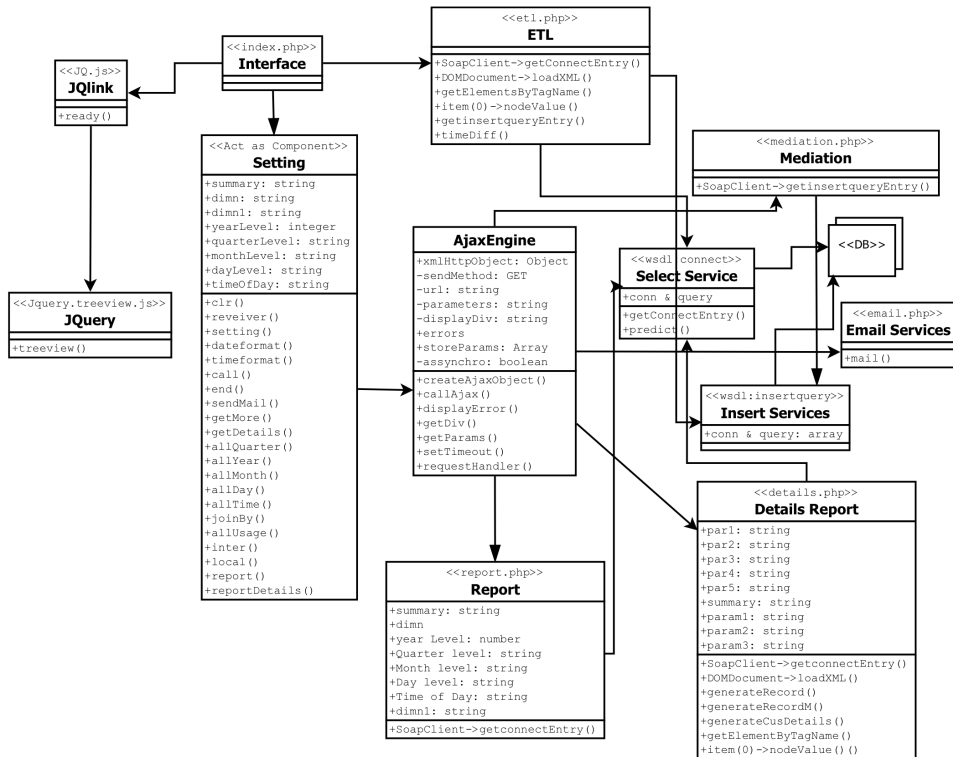 <<etl.php>>
ETL
+SoapClient->getConnectEntry()
+DOMDocument->loadXML()
+getElementsByTagName()
+item(0)->nodeValue()
+getinsertqueryEntry()
+timeDiff()
<<index.php>>
Interface
<<JQ.js>>
JQlink
+ready()
<<Act as Component>>
Setting
+summary: string
+dimn: string
+dimn1: string
+yearLevel: integer
+quarterLevel: string
+monthLevel: string
+dayLevel: string
+timeOfDay: string
+clr()
+reveiver()
+setting()
+dateformat()
+timeformat()
+call()
+end()
+sendMail()
+getMore()
+getDetails()
+allQuarter()
+allYear()
+allMonth()
+allDay()
+allTime()
+joinBy()
+allUsage()
+inter()
+local()
+report()
+reportDetails()
<<mediation.php>>
Mediation
+SoapClient->getinsertqueryEntry()
AjaxEngine
+xmlHttpObject: Object
-sendMethod: GET
-url: string
-parameters: string
-displayDiv: string
+errors
+storeParams: Array
-assynchro: boolean
+createAjaxObject()
+callAjax()
+displayError()
+getDiv()
+getParams()
+setTimeout()
+requestHandler()
<<wsdl:connect>>
Select Service
+conn & query
+getConnectEntry()
+predict()
<<DB>>
<<Jquery.treeview.js>>
JQuery
+treeview()
<<email.php>>
Email Services
+mail()
<<wsdl:insertquery>>
Insert Services
+conn & query: array
<<details.php>>
Details Report
+par1: string
+par2: string
+par3: string
+par4: string
+par5: string
+summary: string
+param1: string
+param2: string
+param3: string
+SoapClient->getconnectEntry()
+DOMDocument->loadXML()
+generateRecord()
+generateRecordM()
+generateCusDetails()
+getElementByTagName()
+item(0)->nodeValue()()
<<report.php>>
Report
+summary: string
+dimn
+year Level: number
+Quarter level: string
+Month level: string
+Day level: string
+Time of Day: string
+dimn1: string
+SoapClient->getconnectEntry()